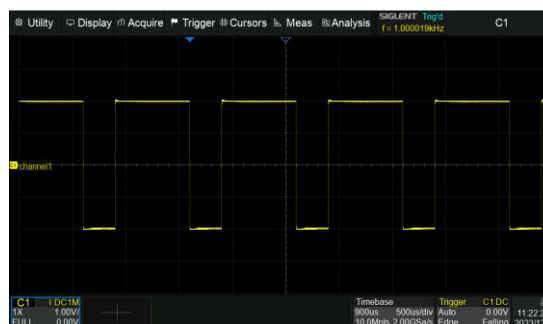 Utility Display Acquire Trigger Cursors Meas Analysis SIGLENT Trig'd C1
f = 1.000019kHz
C1
channel1
C1 DC1M
1X 1.00V/
FULL 0.00V
Timebase
900us 500us/div
10.0Mpts 2.00GSa/s
Trigger C1 DC
Auto 0.00V
Edge Falling
11:22:2